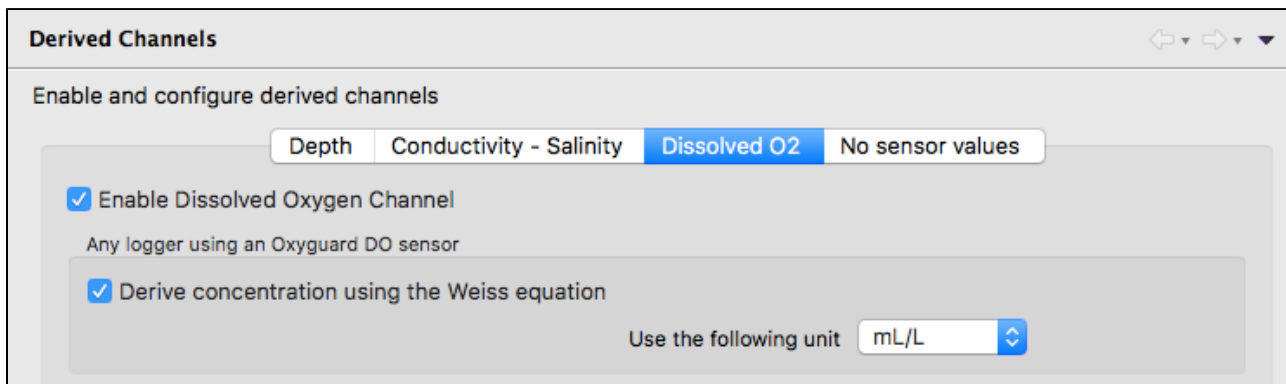 Derived Channels
Enable and configure derived channels
Depth Conductivity - Salinity Dissolved O2 No sensor values
Enable Dissolved Oxygen Channel
Any logger using an Oxyguard DO sensor
Derive concentration using the Weiss equation
Use the following unit mL/L